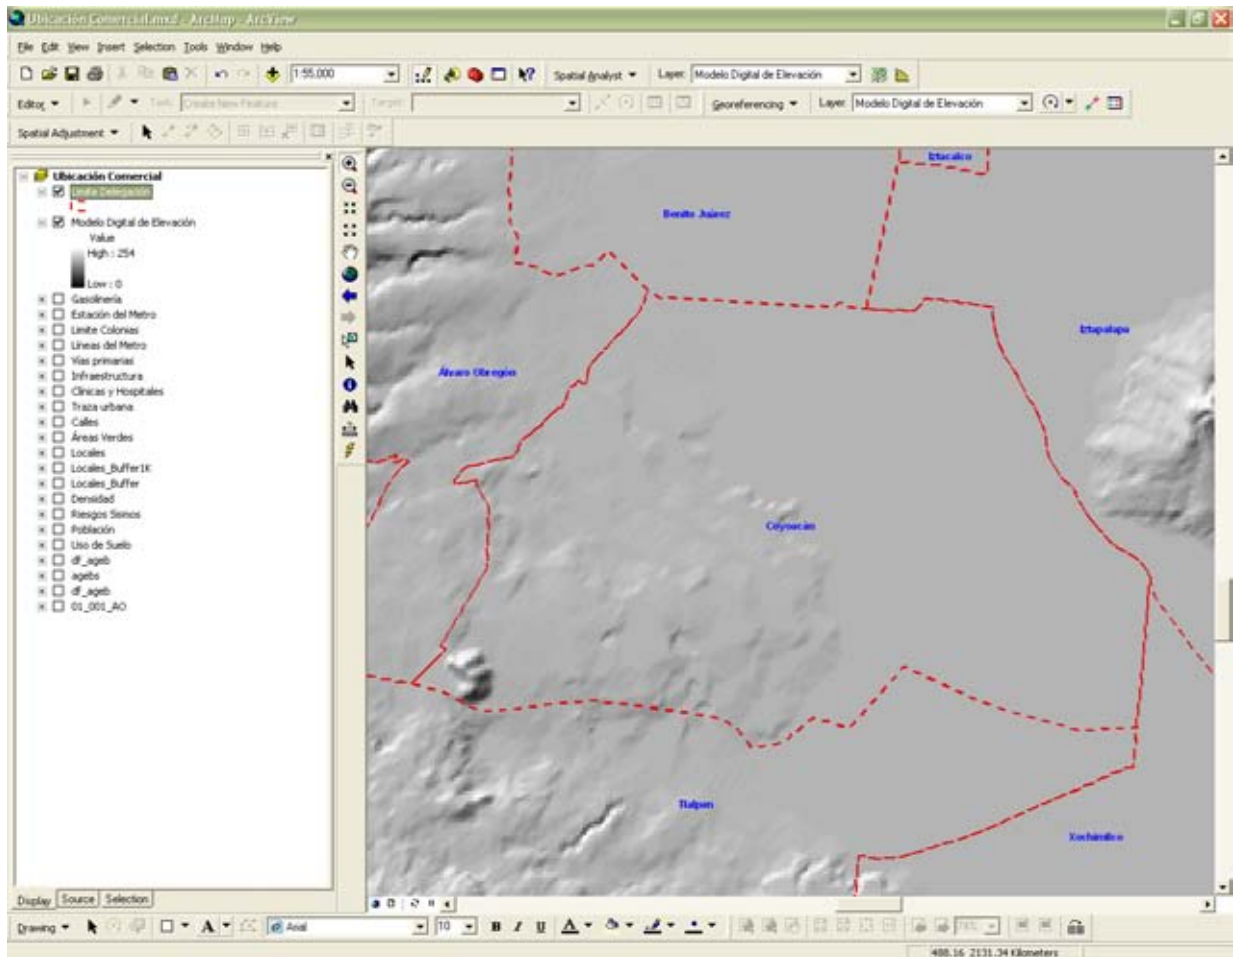 Ubicación Comercial.mxd - ArcMap - ArcView
File Edit View Insert Selection Tools Window Help
1:55,000 Spatial Analyst Layer: Modelo Digital de Elevación
Editor Task: Create New Feature Target: Georeferencing Layer: Modelo Digital de Elevación
Spatial Adjustment
Ubicación Comercial
Limite Delegación
Modelo Digital de Elevación
Value
High : 254
Low : 0
Gasolinería
Estación del Metro
Limite Colonias
Líneas del Metro
Vías primarias
Infraestructura
Clínicas y Hospitales
Traza urbana
Calles
Áreas Verdes
Locales
Locales_Buffer1K
Locales_Buffer
Densidad
Riesgos Sismos
Población
Uso de Suelo
df_ageb
agebs
df_ageb
01_001_AO
Iztacalco
Benito Juárez
Iztapalapa
Álvaro Obregón
Coyoacán
Tlalpan
Xochimilco
Display Source Selection
Drawing A Arial 10 B I U A
488.16 2131.34 Kilometers